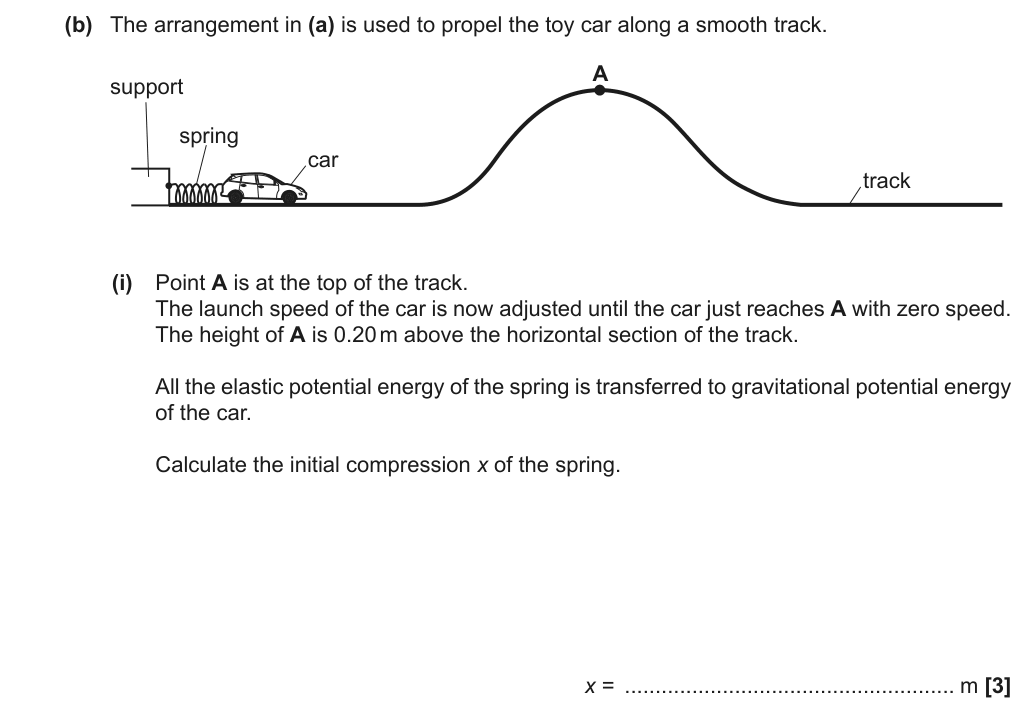 (b) The arrangement in (a) is used to propel the toy car along a smooth track.
A
support
spring
car
track
(i) Point A is at the top of the track.
The launch speed of the car is now adjusted until the car just reaches A with zero speed.
The height of A is 0.20 m above the horizontal section of the track.
All the elastic potential energy of the spring is transferred to gravitational potential energy
of the car.
Calculate the initial compression x of the spring.
x = ...................................................... m [3]